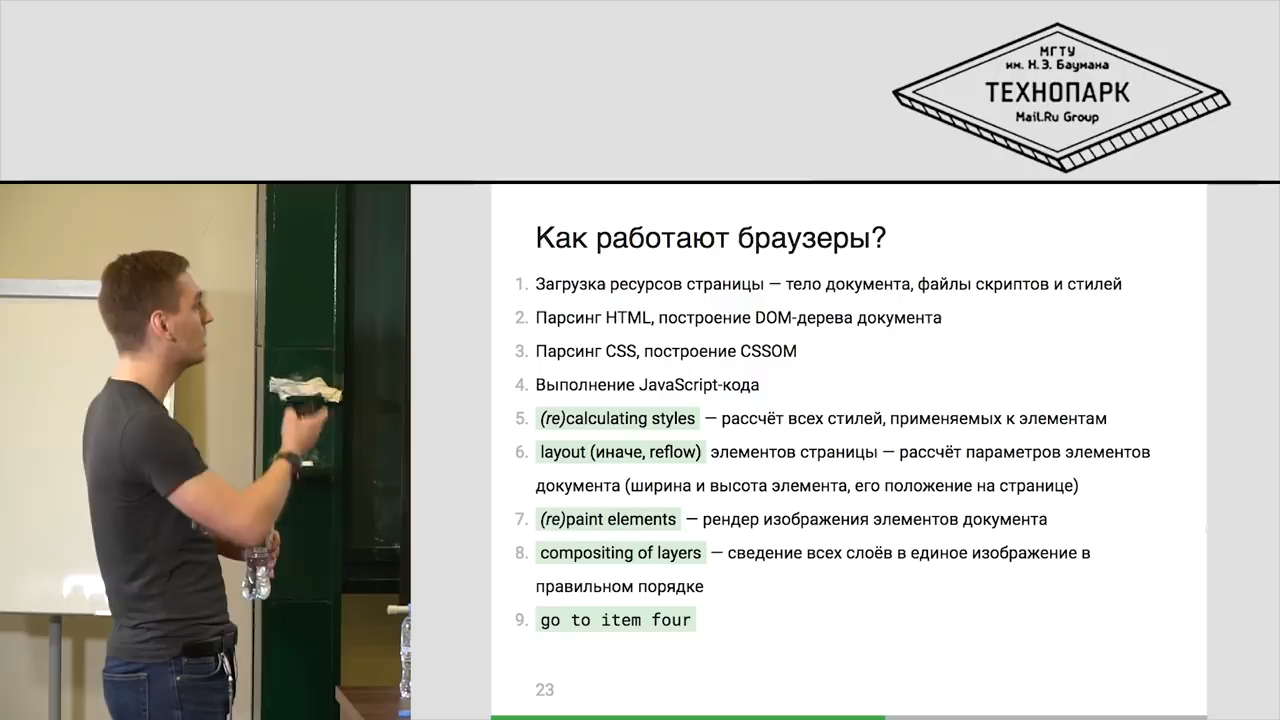 МГТУ
им. Н.Э. Баумана
ТЕХНОПАРК
Mail.Ru Group
Как работают браузеры?
1. Загрузка ресурсов страницы — тело документа, файлы скриптов и стилей
2. Парсинг HTML, построение DOM-дерева документа
3. Парсинг CSS, построение CSSOM
4. Выполнение JavaScript-кода
5. (re)calculating styles — рассчёт всех стилей, применяемых к элементам
6. layout (иначе, reflow) элементов страницы — рассчёт параметров элементов
документа (ширина и высота элемента, его положение на странице)
7. (re)paint elements — рендер изображения элементов документа
8. compositing of layers — сведение всех слоёв в единое изображение в
правильном порядке
9. go to item four
23